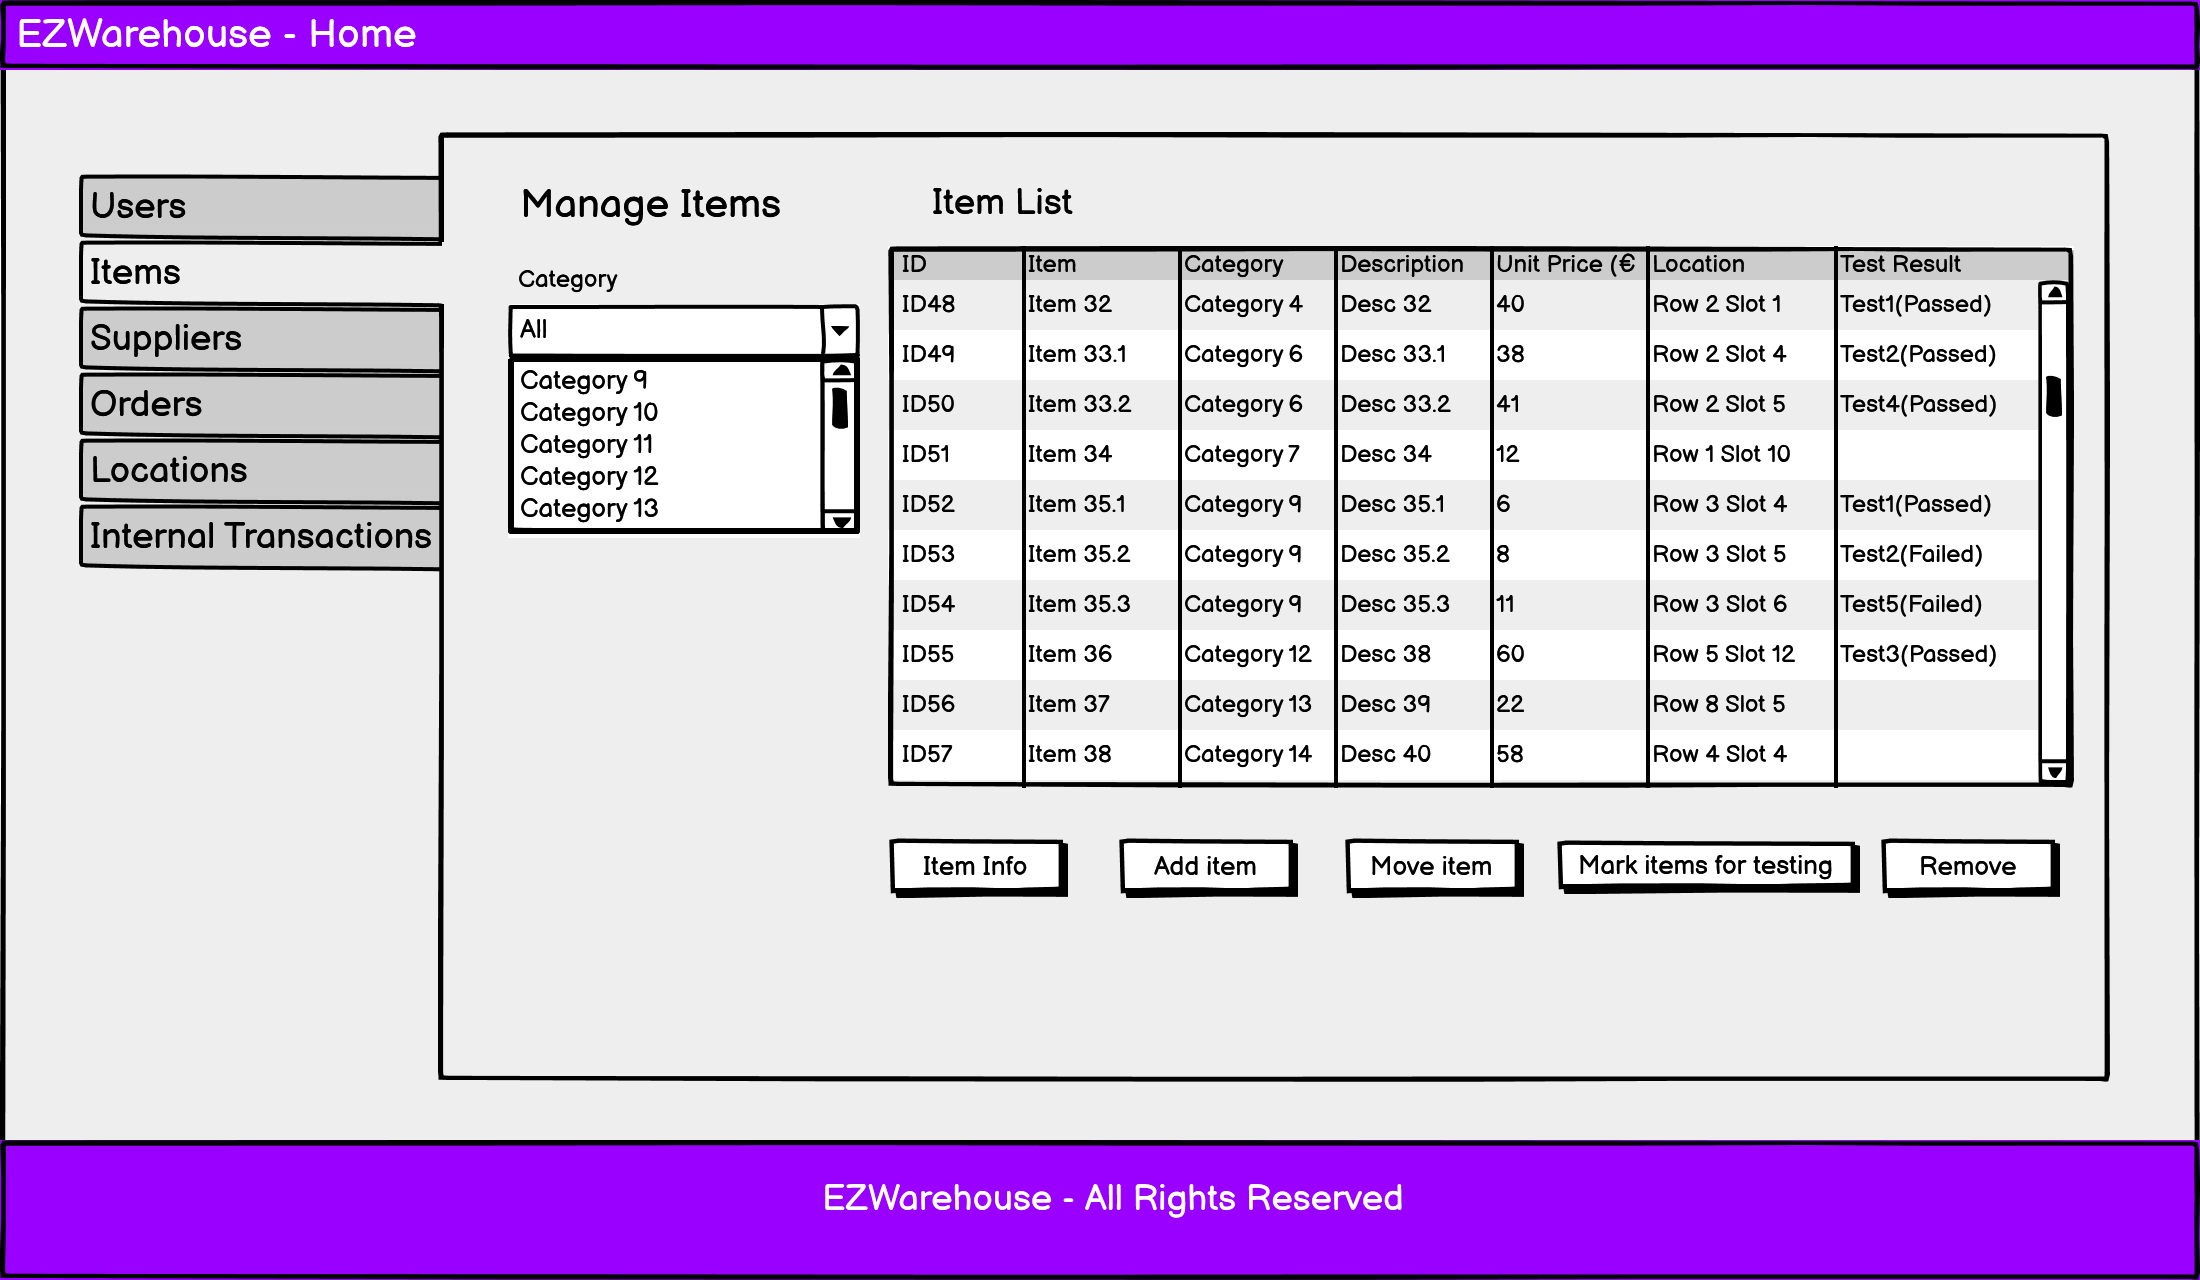 EZWarehouse - Home
Users
Items
Suppliers
Orders
Locations
Internal Transactions
Manage Items
Category
All
Category 9
Category 10
Category 11
Category 12
Category 13
Item List
ID Item Category Description Unit Price (€ Location Test Result
ID48 Item 32 Category 4 Desc 32 40 Row 2 Slot 1 Test1(Passed)
ID49 Item 33.1 Category 6 Desc 33.1 38 Row 2 Slot 4 Test2(Passed)
ID50 Item 33.2 Category 6 Desc 33.2 41 Row 2 Slot 5 Test4(Passed)
ID51 Item 34 Category 7 Desc 34 12 Row 1 Slot 10
ID52 Item 35.1 Category 9 Desc 35.1 6 Row 3 Slot 4 Test1(Passed)
ID53 Item 35.2 Category 9 Desc 35.2 8 Row 3 Slot 5 Test2(Failed)
ID54 Item 35.3 Category 9 Desc 35.3 11 Row 3 Slot 6 Test5(Failed)
ID55 Item 36 Category 12 Desc 38 60 Row 5 Slot 12 Test3(Passed)
ID56 Item 37 Category 13 Desc 39 22 Row 8 Slot 5
ID57 Item 38 Category 14 Desc 40 58 Row 4 Slot 4
Item Info Add item Move item Mark items for testing Remove
EZWarehouse - All Rights Reserved